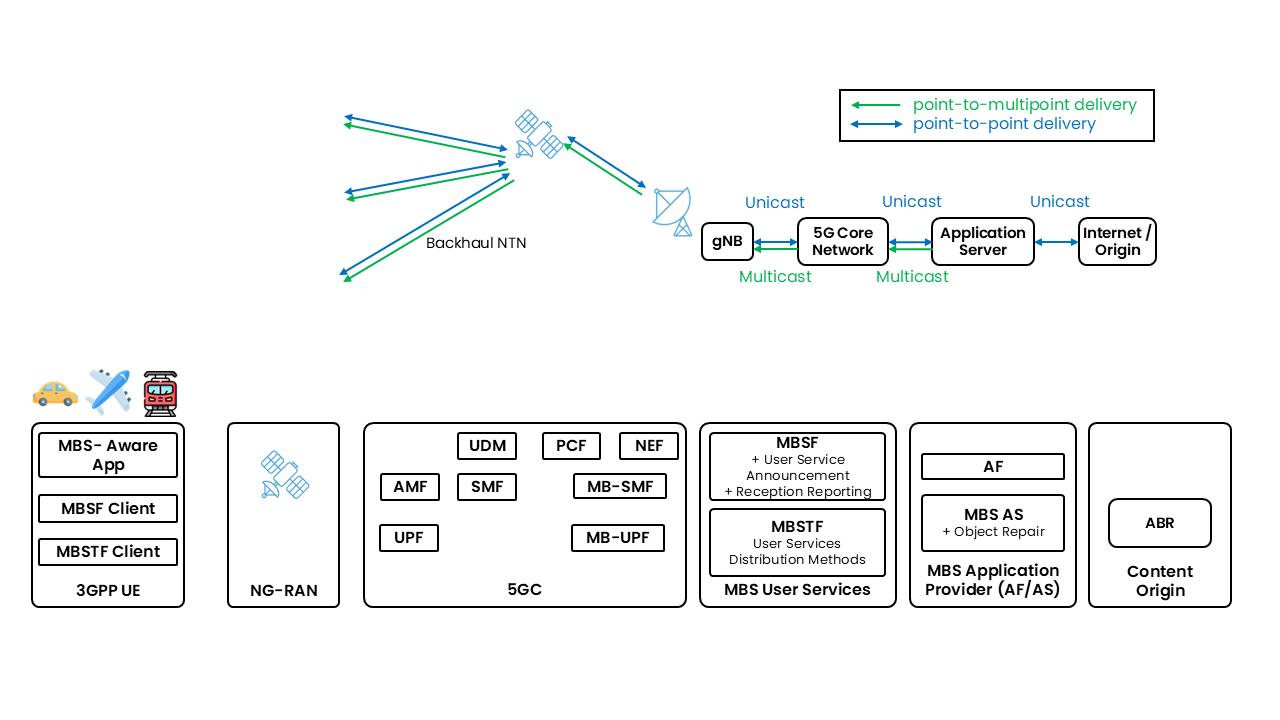 point-to-multipoint delivery
point-to-point delivery
Unicast
Unicast
Unicast
gNB
5G Core
Network
Application
Server
Internet /
Origin
Backhaul NTN
Multicast
Multicast
MBS- Aware
App
MBSF Client
MBSTF Client
3GPP UE
NG-RAN
UDM
PCF
NEF
AMF
SMF
MB-SMF
UPF
MB-UPF
5GC
MBSF
+ User Service
Announcement
+ Reception Reporting
MBSTF
User Services
Distribution Methods
MBS User Services
AF
MBS AS
+ Object Repair
MBS Application
Provider (AF/AS)
ABR
Content
Origin